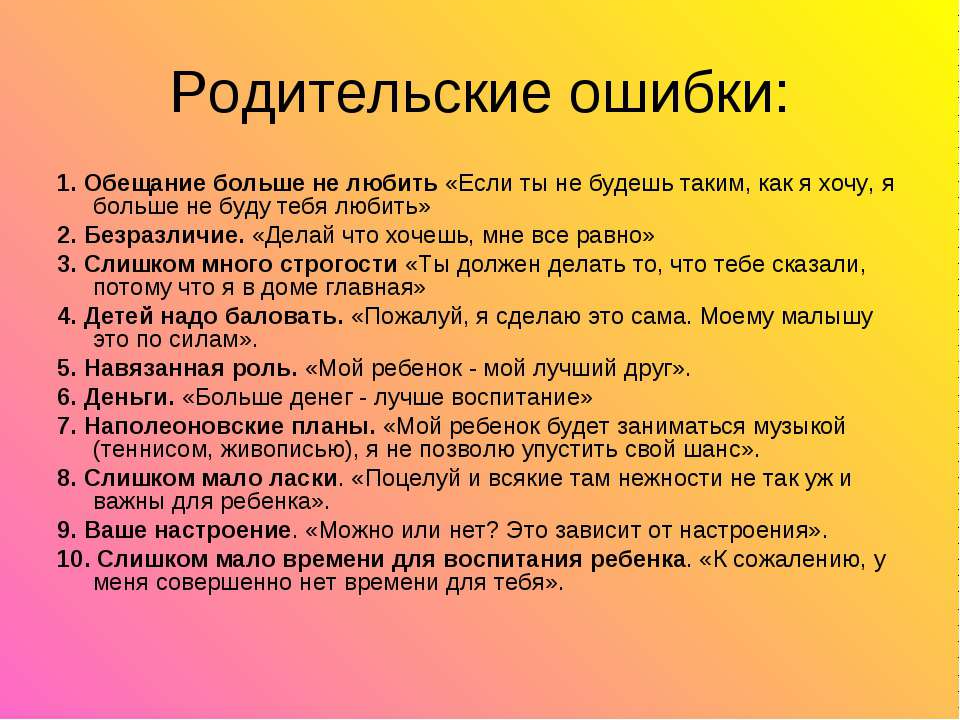 Родительские ошибки:
1. Обещание больше не любить «Если ты не будешь таким, как я хочу, я
больше не буду тебя любить»
2. Безразличие. «Делай что хочешь, мне все равно»
3. Слишком много строгости «Ты должен делать то, что тебе сказали,
потому что я в доме главная»
4. Детей надо баловать. «Пожалуй, я сделаю это сама. Моему малышу
это по силам».
5. Навязанная роль. «Мой ребенок - мой лучший друг».
6. Деньги. «Больше денег - лучше воспитание»
7. Наполеоновские планы. «Мой ребенок будет заниматься музыкой
(теннисом, живописью), я не позволю упустить свой шанс».
8. Слишком мало ласки. «Поцелуй и всякие там нежности не так уж и
важны для ребенка».
9. Ваше настроение. «Можно или нет? Это зависит от настроения».
10. Слишком мало времени для воспитания ребенка. «К сожалению, у
меня совершенно нет времени для тебя».